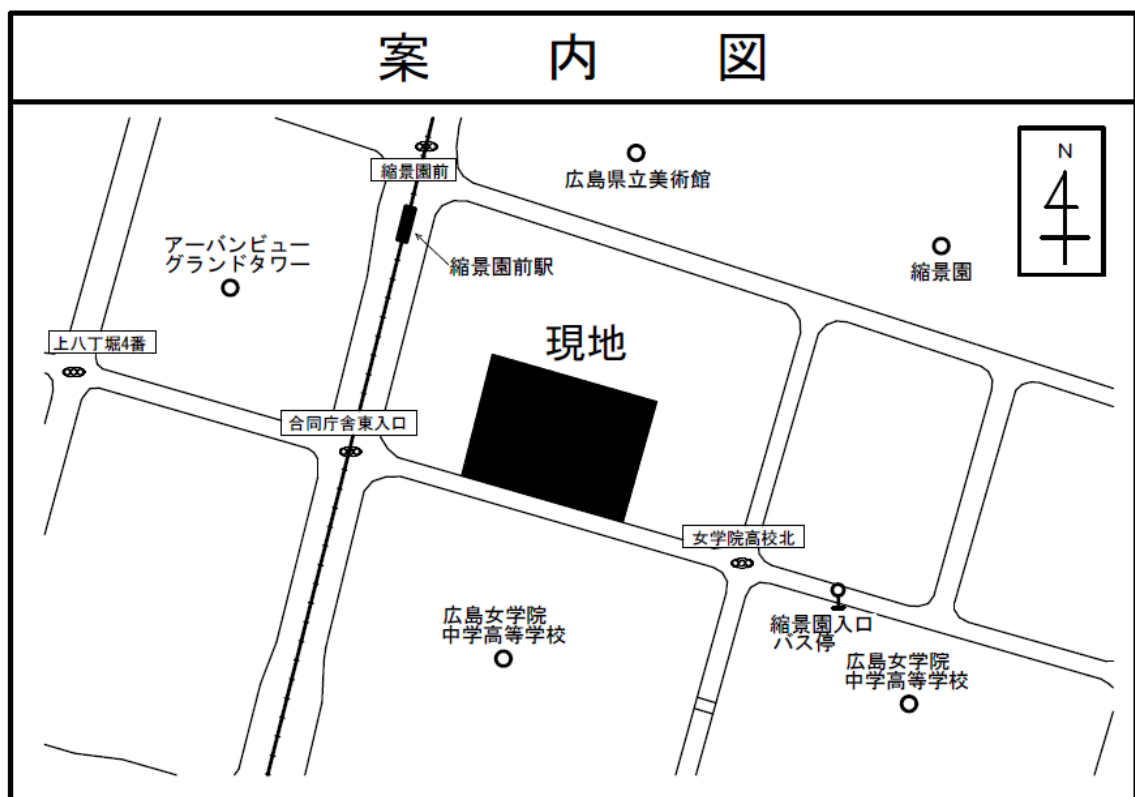 案内図
縮景園前
広島県立美術館
N
アーバンビュー
グランドタワー
縮景園前駅
縮景園
上八丁堀4番
現地
合同庁舎東入口
女学院高校北
広島女学院
中学高等学校
縮景園入口
バス停
広島女学院
中学高等学校